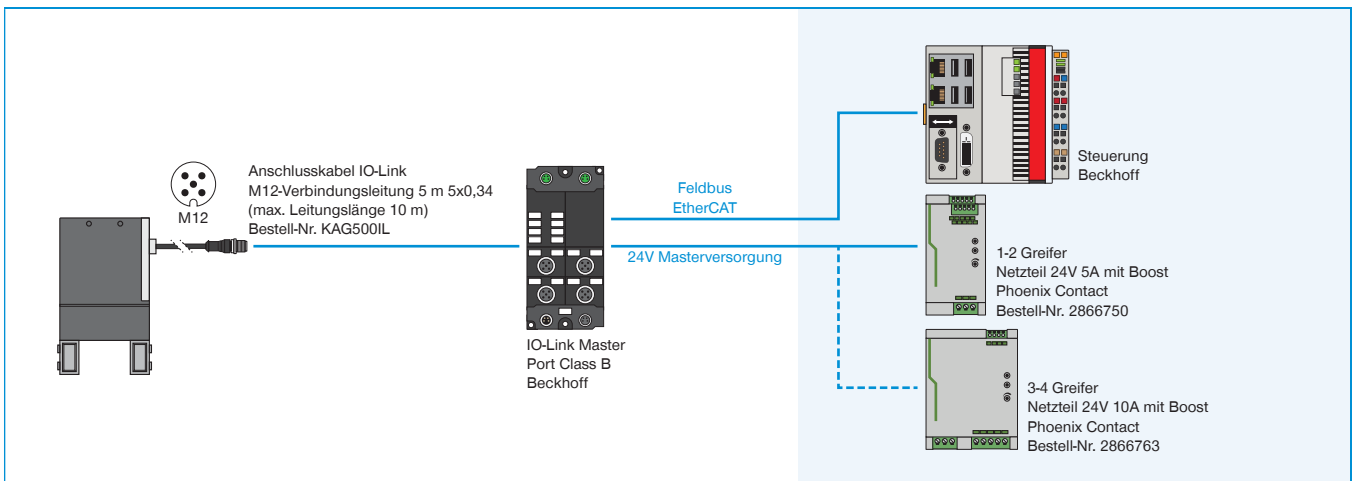 M12
Anschlusskabel IO-Link
M12-Verbindungsleitung 5 m 5x0,34
(max. Leitungslänge 10 m)
Bestell-Nr. KAG500IL
IO-Link Master
Port Class B
Beckhoff
Feldbus
EtherCAT
24V Masterversorgung
Steuerung
Beckhoff
1-2 Greifer
Netzteil 24V 5A mit Boost
Phoenix Contact
Bestell-Nr. 2866750
3-4 Greifer
Netzteil 24V 10A mit Boost
Phoenix Contact
Bestell-Nr. 2866763